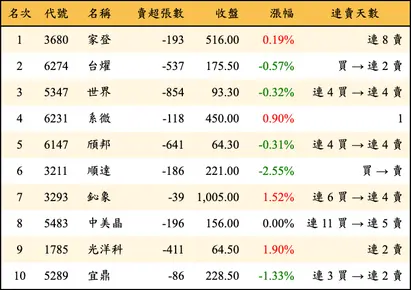 名次 代號 名稱 賣超張數 收盤 漲幅 連賣天數
1 3680 家登 -193 516.00 0.19% 連 8 賣
2 6274 台燿 -537 175.50 -0.57% 買 → 連 2 賣
3 5347 世界 -854 93.30 -0.32% 連 4 買 → 連 4 賣
4 6231 系微 -118 450.00 0.90% 1
5 6147 頎邦 -641 64.30 -0.31% 連 4 買 → 連 4 賣
6 3211 順達 -186 221.00 -2.55% 買 → 賣
7 3293 鈊象 -39 1,005.00 1.52% 連 6 買 → 連 4 賣
8 5483 中美晶 -196 156.00 0.00% 連 11 買 → 連 5 賣
9 1785 光洋科 -411 64.50 1.90% 連 2 賣
10 5289 宜鼎 -86 228.50 -1.33% 連 3 買 → 連 2 賣